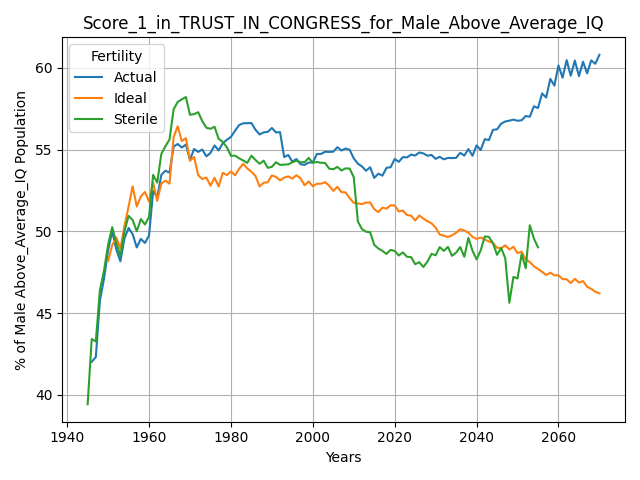 Score_1_in_TRUST_IN_CONGRESS_for_Male_Above_Average_IQ
Fertility
Actual
Ideal
Sterile
% of Male Above_Average_IQ Population
60
55
50
45
40
1940
1960
1980
2000
2020
2040
2060
Years